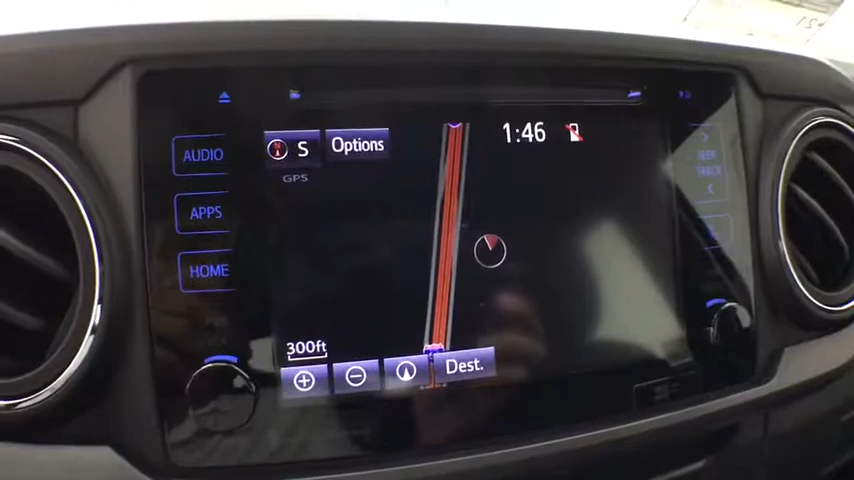 AUDIO
APPS
HOME
S
Options
GPS
1:46
SEEK
TRACK
300ft
Dest.